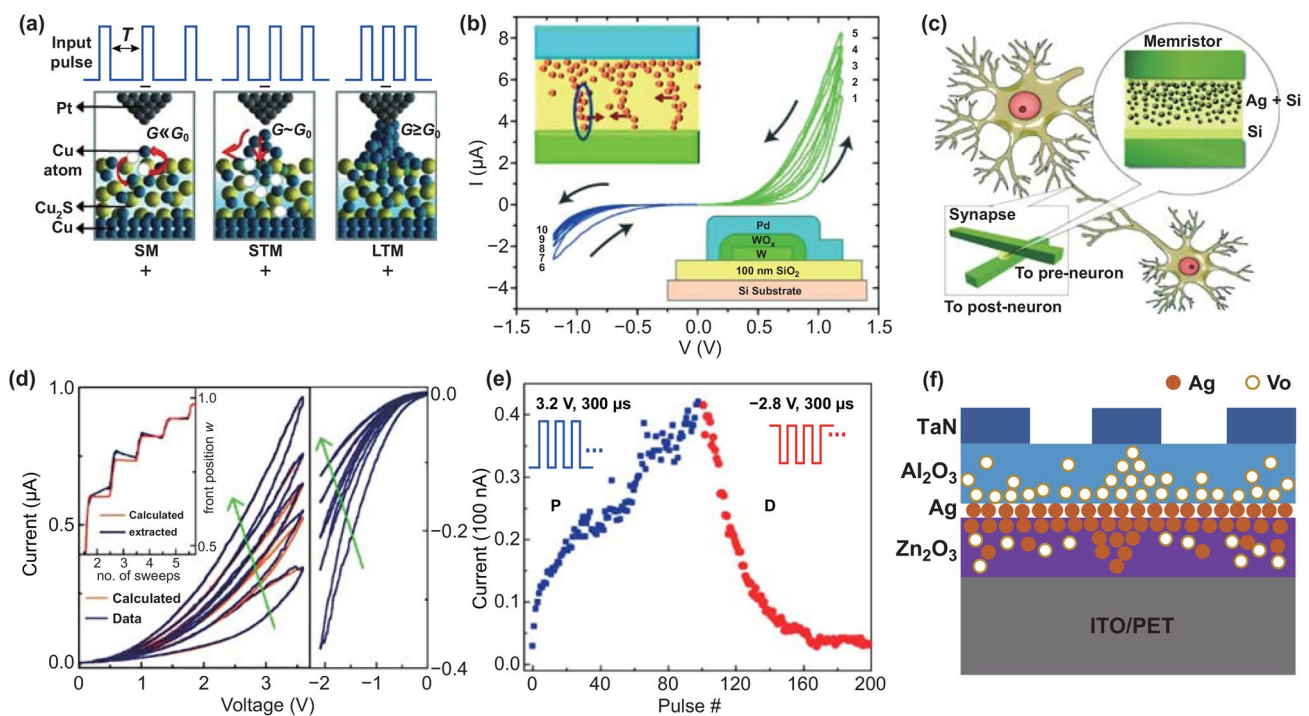 (a)
Input
pulse
T
Pt
Cu
atom
Cu₂S
Cu
−
−
−
G≪G₀
G~G₀
G≥G₀
SM
STM
LTM
+
+
+
(b)
I (μA)
8
6
4
2
0
−2
−4
5
4
3
2
1
10
9
8
7
6
Pd
WOₓ
W
100 nm SiO₂
Si Substrate
−1.5
−1.0
−0.5
0.0
0.5
1.0
1.5
V (V)
(c)
Memristor
Ag + Si
Si
Synapse
To pre-neuron
To post-neuron
(d)
Current (μA)
1.0
0.5
0.0
1.0
0.5
front position w
Calculated
extracted
2
3
4
5
no. of sweeps
Calculated
Data
0
1
2
3
−2
−1
0
Voltage (V)
0.0
−0.2
−0.4
(e)
Current (100 nA)
0.4
0.3
0.2
0.1
0.0
3.2 V, 300 μs
−2.8 V, 300 μs
P
D
0
40
80
120
160
200
Pulse #
(f)
Ag
Vo
TaN
Al₂O₃
Ag
Zn₂O₃
ITO/PET